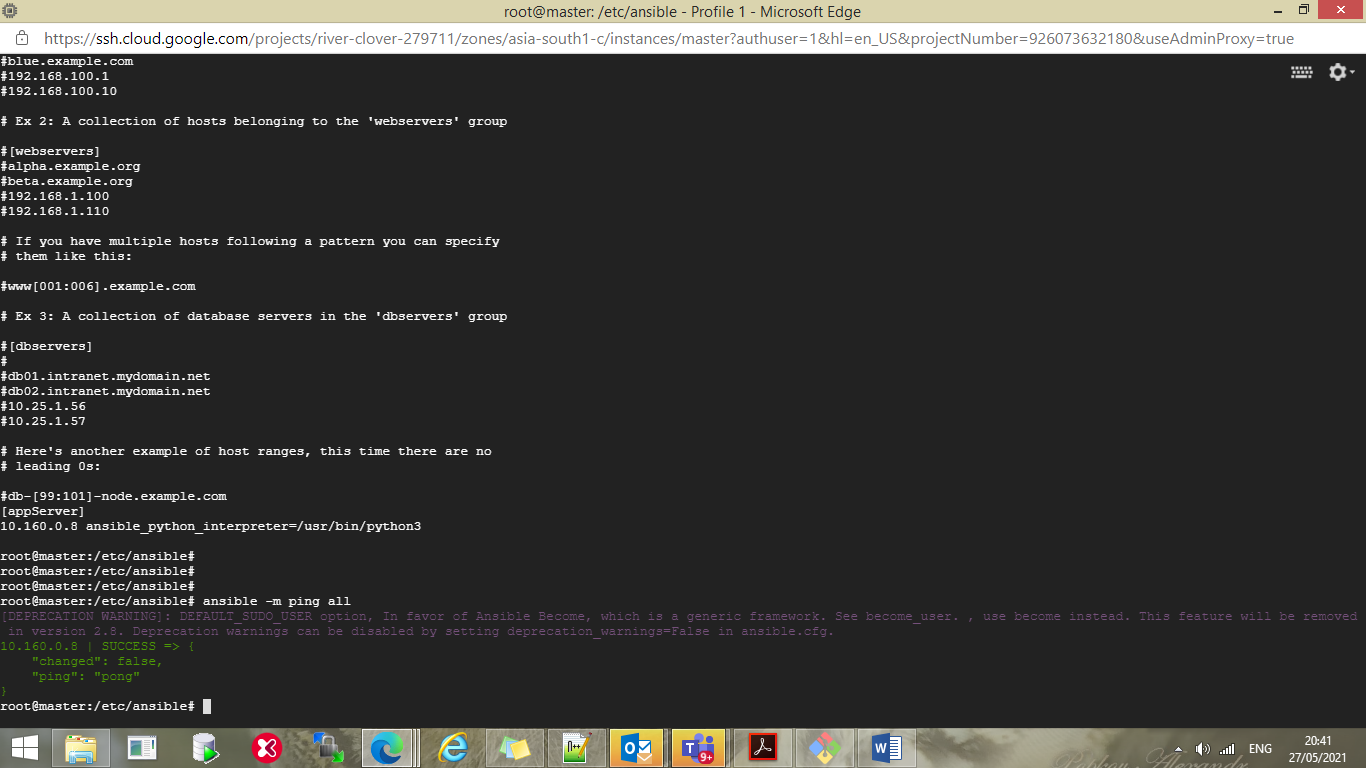 root@master: /etc/ansible - Profile 1 - Microsoft Edge
https://ssh.cloud.google.com/projects/river-clover-279711/zones/asia-south1-c/instances/master?authuser=1&hl=en_US&projectNumber=926073632180&useAdminProxy=true
#blue.example.com
#192.168.100.1
#192.168.100.10
# Ex 2: A collection of hosts belonging to the 'webservers' group
#[webservers]
#alpha.example.org
#beta.example.org
#192.168.1.100
#192.168.1.110
# If you have multiple hosts following a pattern you can specify
# them like this:
#www[001:006].example.com
# Ex 3: A collection of database servers in the 'dbservers' group
#[dbservers]
#
#db01.intranet.mydomain.net
#db02.intranet.mydomain.net
#10.25.1.56
#10.25.1.57
# Here's another example of host ranges, this time there are no
# leading 0s:
#db-[99:101]-node.example.com
[appServer]
10.160.0.8 ansible_python_interpreter=/usr/bin/python3
root@master:/etc/ansible#
root@master:/etc/ansible#
root@master:/etc/ansible#
root@master:/etc/ansible# ansible -m ping all
[DEPRECATION WARNING]: DEFAULT_SUDO_USER option, In favor of Ansible Become, which is a generic framework. See become_user. , use become instead. This feature will be removed
in version 2.8. Deprecation warnings can be disabled by setting deprecation_warnings=False in ansible.cfg.
10.160.0.8 | SUCCESS => {
"changed": false,
"ping": "pong"
}
root@master:/etc/ansible#
9+
ENG
20:41
27/05/2021